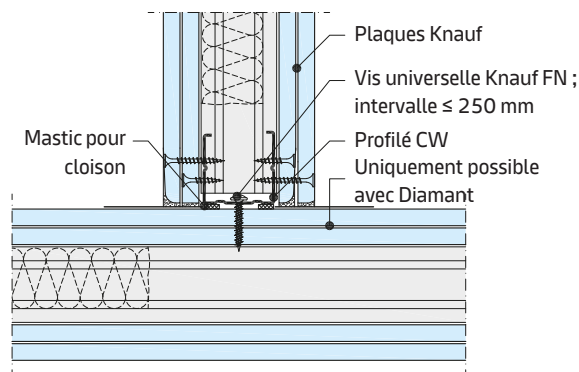 Plaques Knauf
Vis universelle Knauf FN ;
intervalle ≤ 250 mm
Mastic pour
cloison
Profilé CW
Uniquement possible
avec Diamant